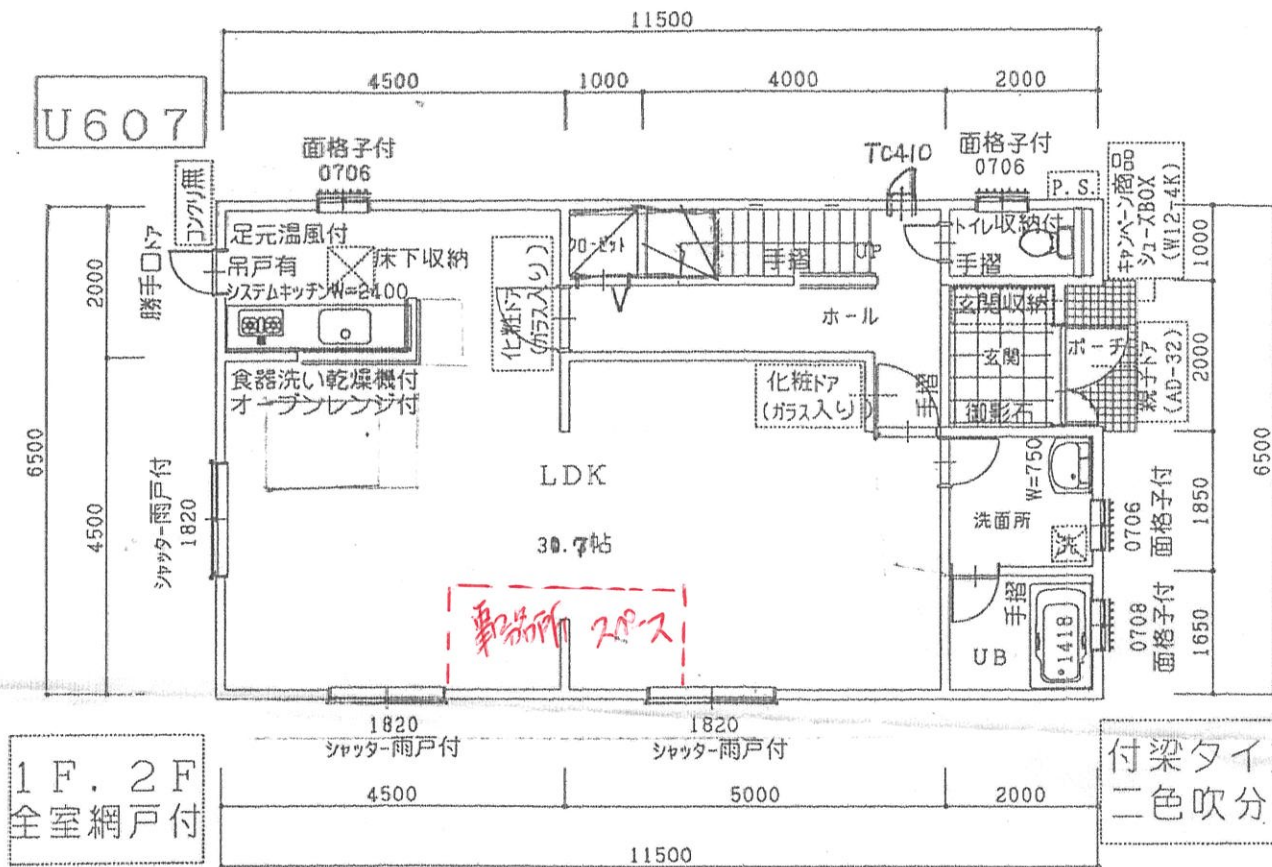 11500
4500
1000
4000
2000
U607
面格子付
0706
TC410
面格子付
0706
P.S.
キャンペーン商品
シューズBOX
(W12-4K)
コンクリ無
勝手口ドア
足元温風付
吊戸有
床下収納
システムキッチンW=2400
食器洗い乾燥機付
オーブンレンジ付
クローゼット
手摺
UP
化粧ドア
(ガラス入り)
ホール
トイレ
収納付
手摺
玄関収納
玄関
御影石
ポーチ
親子ドア
(AD-32)
化粧ドア
(ガラス入り)
手摺
2000
4500
6500
1000
2000
1850
1650
6500
シャッター雨戸付
1820
LDK
30.7帖
スペース
W=750
洗面所
洗
0706
面格子付
手摺
UB
1418
0708
面格子付
1820
シャッター雨戸付
1820
シャッター雨戸付
1F.2F
全室網戸付
付梁タイ
二色吹分
4500
5000
2000
11500